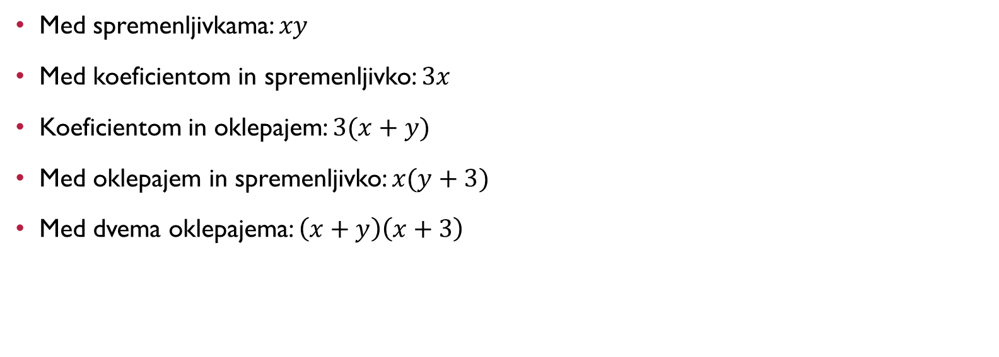 • Med spremenljivkama: xy
• Med koeficientom in spremenljivko: 3x
• Koeficientom in oklepajem: 3(x + y)
• Med oklepajem in spremenljivko: x(y + 3)
• Med dvema oklepajema: (x + y)(x + 3)